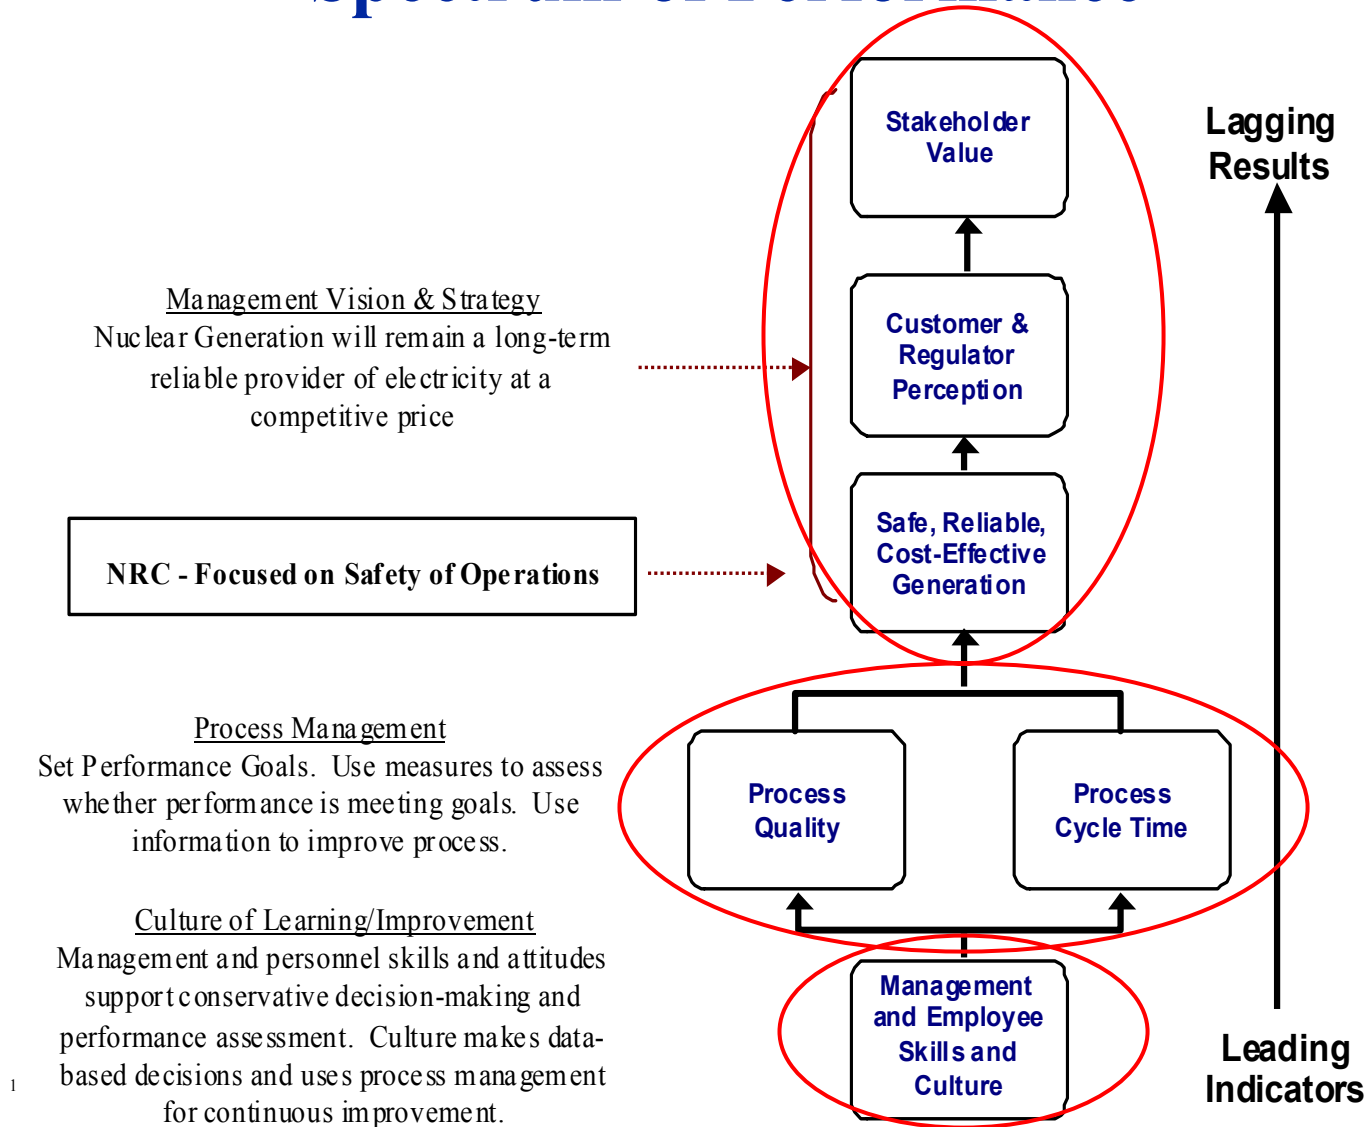 Spectrum of Performance
Stakeholder
Value
Lagging
Results
Management Vision & Strategy
Nuclear Generation will remain a long-term
reliable provider of electricity at a
competitive price
Customer &
Regulator
Perception
NRC - Focused on Safety of Operations
Safe, Reliable,
Cost-Effective
Generation
Process Management
Set Performance Goals. Use measures to assess
whether performance is meeting goals. Use
information to improve process.
Process
Quality
Process
Cycle Time
Culture of Learning/Improvement
Management and personnel skills and attitudes
support conservative decision-making and
performance assessment. Culture makes data-
based decisions and uses process management
for continuous improvement.
Management
and Employee
Skills and
Culture
Leading
Indicators
1